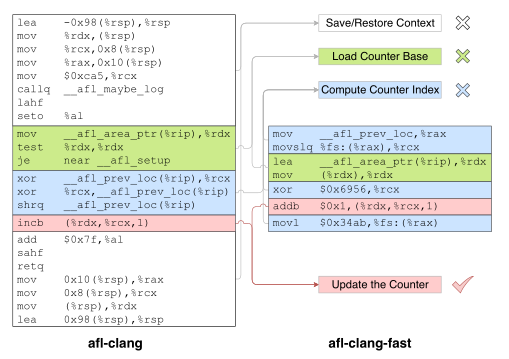 lea -0x98(%rsp),%rsp
mov %rdx,(%rsp)
mov %rcx,0x8(%rsp)
mov %rax,0x10(%rsp)
mov $0xca5,%rcx
callq __afl_maybe_log
lahf
seto %al
mov __afl_area_ptr(%rip),%rdx
test %rdx,%rdx
je near __afl_setup
xor __afl_prev_loc(%rip),%rcx
xor %rcx,__afl_prev_loc(%rip)
shrq __afl_prev_loc(%rip)
incb (%rdx,%rcx,1)
add $0x7f,%al
sahf
retq
mov 0x10(%rsp),%rax
mov 0x8(%rsp),%rcx
mov (%rsp),%rdx
lea 0x98(%rsp),%rsp
afl-clang
Save/Restore Context
Load Counter Base
Compute Counter Index
mov __afl_prev_loc,%rax
movslq %fs:(%rax),%rcx
lea __afl_area_ptr(%rip),%rdx
mov (%rdx),%rdx
xor $0x6956,%rcx
addb $0x1,(%rdx,%rcx,1)
movl $0x34ab,%fs:(%rax)
Update the Counter
afl-clang-fast